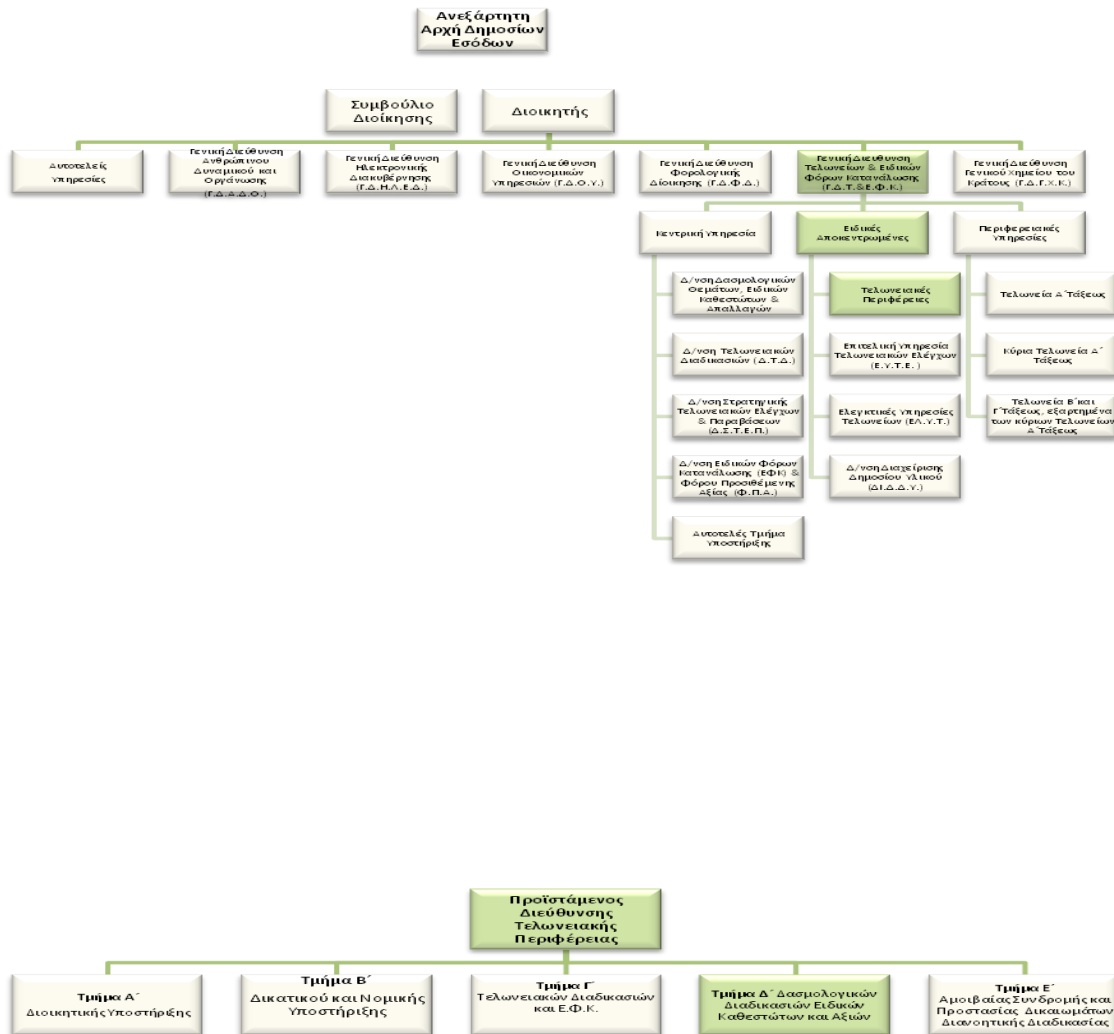 Ανεξάρτητη
Αρχή Δημοσίων
Εσόδων
Συμβούλιο
Διοίκησης
Διοικητής
Αυτοτελείς
Υπηρεσίες
Γενική Διεύθυνση
Ανθρώπινου
Δυναμικού και
Οργάνωσης
(Γ.Δ.Α.Δ.Ο.)
Γενική Διεύθυνση
Ηλεκτρονικής
Διακυβέρνησης
(Γ.Δ.Η.Λ.Ε.Δ.)
Γενική Διεύθυνση
Οικονομικών
Υπηρεσιών (Γ.Δ.Ο.Υ.)
Γενική Διεύθυνση
Φορολογικής
Διοίκησης (Γ.Δ.Φ.Δ.)
Γενική Διεύθυνση
Τελωνείων & Ειδικών
Φόρων Κατανάλωσης
(Γ.Δ.Τ.&Ε.Φ.Κ.)
Γενική Διεύθυνση
Γενικού Χημείου του
Κράτους (Γ.Δ.Γ.Χ.Κ.)
Κεντρική Υπηρεσία
Ειδικές
Αποκεντρωμένες
Περιφερειακές
Υπηρεσίες
Δ/νση Δασμολογικών
Θεμάτων, Ειδικών
Καθεστώτων &
Απαλλαγών
Τελωνειακές
Περιφέρειες
Τελωνεία Α΄ Τάξεως
Δ/νση Τελωνειακών
Διαδικασιών (Δ.Τ.Δ.)
Επιτελική Υπηρεσία
Τελωνειακών Ελέγχων
(Ε.Υ.Τ.Ε.)
Κύρια Τελωνεία Α΄
Τάξεως
Δ/νση Στρατηγικής
Τελωνειακών Ελέγχων
& Παραβάσεων
(Δ.Σ.Τ.Ε.Π.)
Ελεγκτικές Υπηρεσίες
Τελωνείων (ΕΛ.Υ.Τ.)
Τελωνεία Β΄ και
Γ΄ Τάξεως, εξαρτημένα
των κύριων Τελωνείων
Α΄ Τάξεως
Δ/νση Ειδικών Φόρων
Κατανάλωσης (ΕΦΚ) &
Φόρου Προστιθέμενης
Αξίας (Φ.Π.Α.)
Δ/νση Διαχείρισης
Δημοσίου Υλικού
(ΔΙ.Δ.Δ.Υ.)
Αυτοτελές Τμήμα
Υποστήριξης
Προϊστάμενος
Διεύθυνσης
Τελωνειακής
Περιφέρειας
Τμήμα Α΄
Διοικητικής Υποστήριξης
Τμήμα Β΄
Δικαστικού και Νομικής
Υποστήριξης
Τμήμα Γ΄
Τελωνειακών Διαδικασιών
και Ε.Φ.Κ.
Τμήμα Δ΄ Δασμολογικών
Διαδικασιών Ειδικών
Καθεστώτων και Αξιών
Τμήμα Ε΄
Αμοιβαίας Συνδρομής και
Προστασίας Δικαιωμάτων
Διανοητικής Διαδικασίας